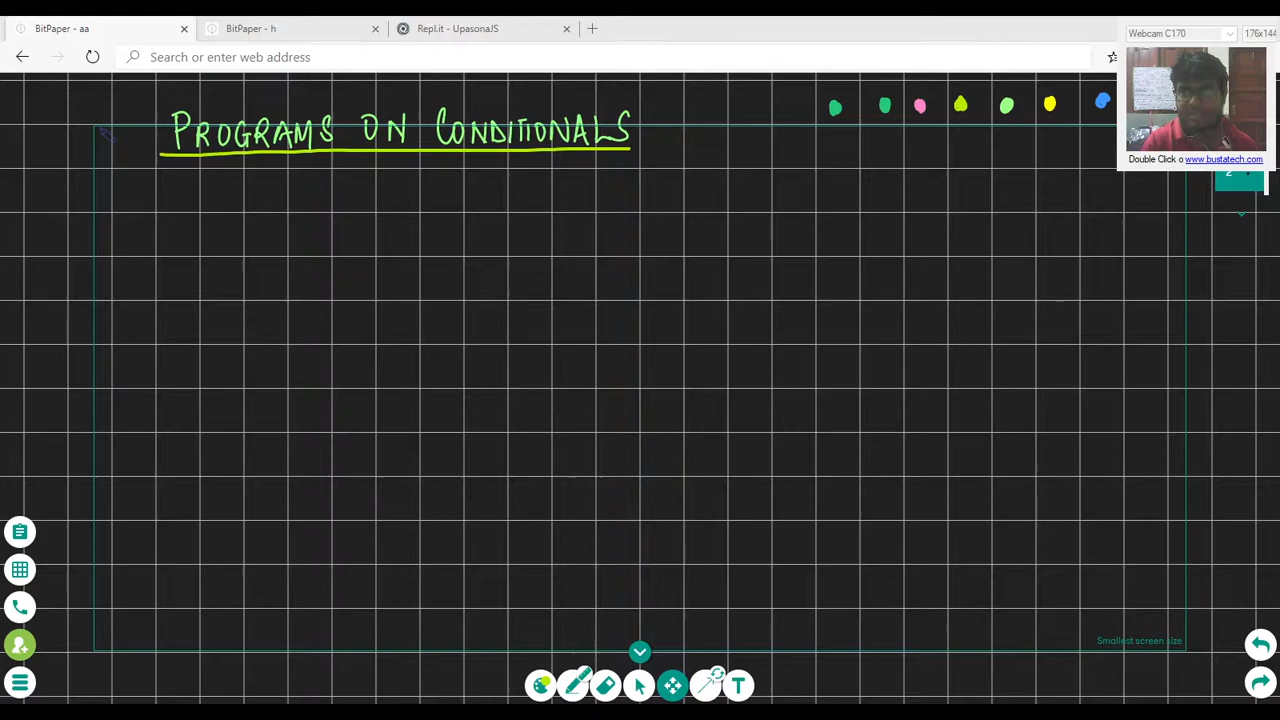 BitPaper - aa
BitPaper - h
Repl.it - UpasonaJS
Search or enter web address
Webcam C170
176x144
Double Click o www.bustatech.com
PROGRAMS ON CONDITIONALS
2
Smallest screen size
T